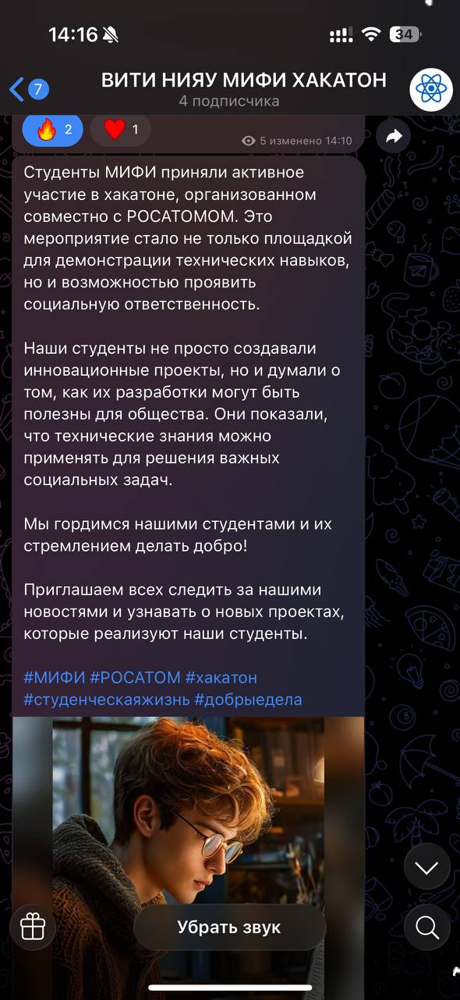 14:16
34
7
ВИТИ НИЯУ МИФИ ХАКАТОН
4 подписчика
2
1
5 изменено 14:10
Студенты МИФИ приняли активное
участие в хакатоне, организованном
совместно с РОСАТОМОМ. Это
мероприятие стало не только площадкой
для демонстрации технических навыков,
но и возможностью проявить
социальную ответственность.
Наши студенты не просто создавали
инновационные проекты, но и думали о
том, как их разработки могут быть
полезны для общества. Они показали,
что технические знания можно
применять для решения важных
социальных задач.
Мы гордимся нашими студентами и их
стремлением делать добро!
Приглашаем всех следить за нашими
новостями и узнавать о новых проектах,
которые реализуют наши студенты.
#МИФИ #РОСАТОМ #хакатон
#студенческаяжизнь #добрыедела
Убрать звук